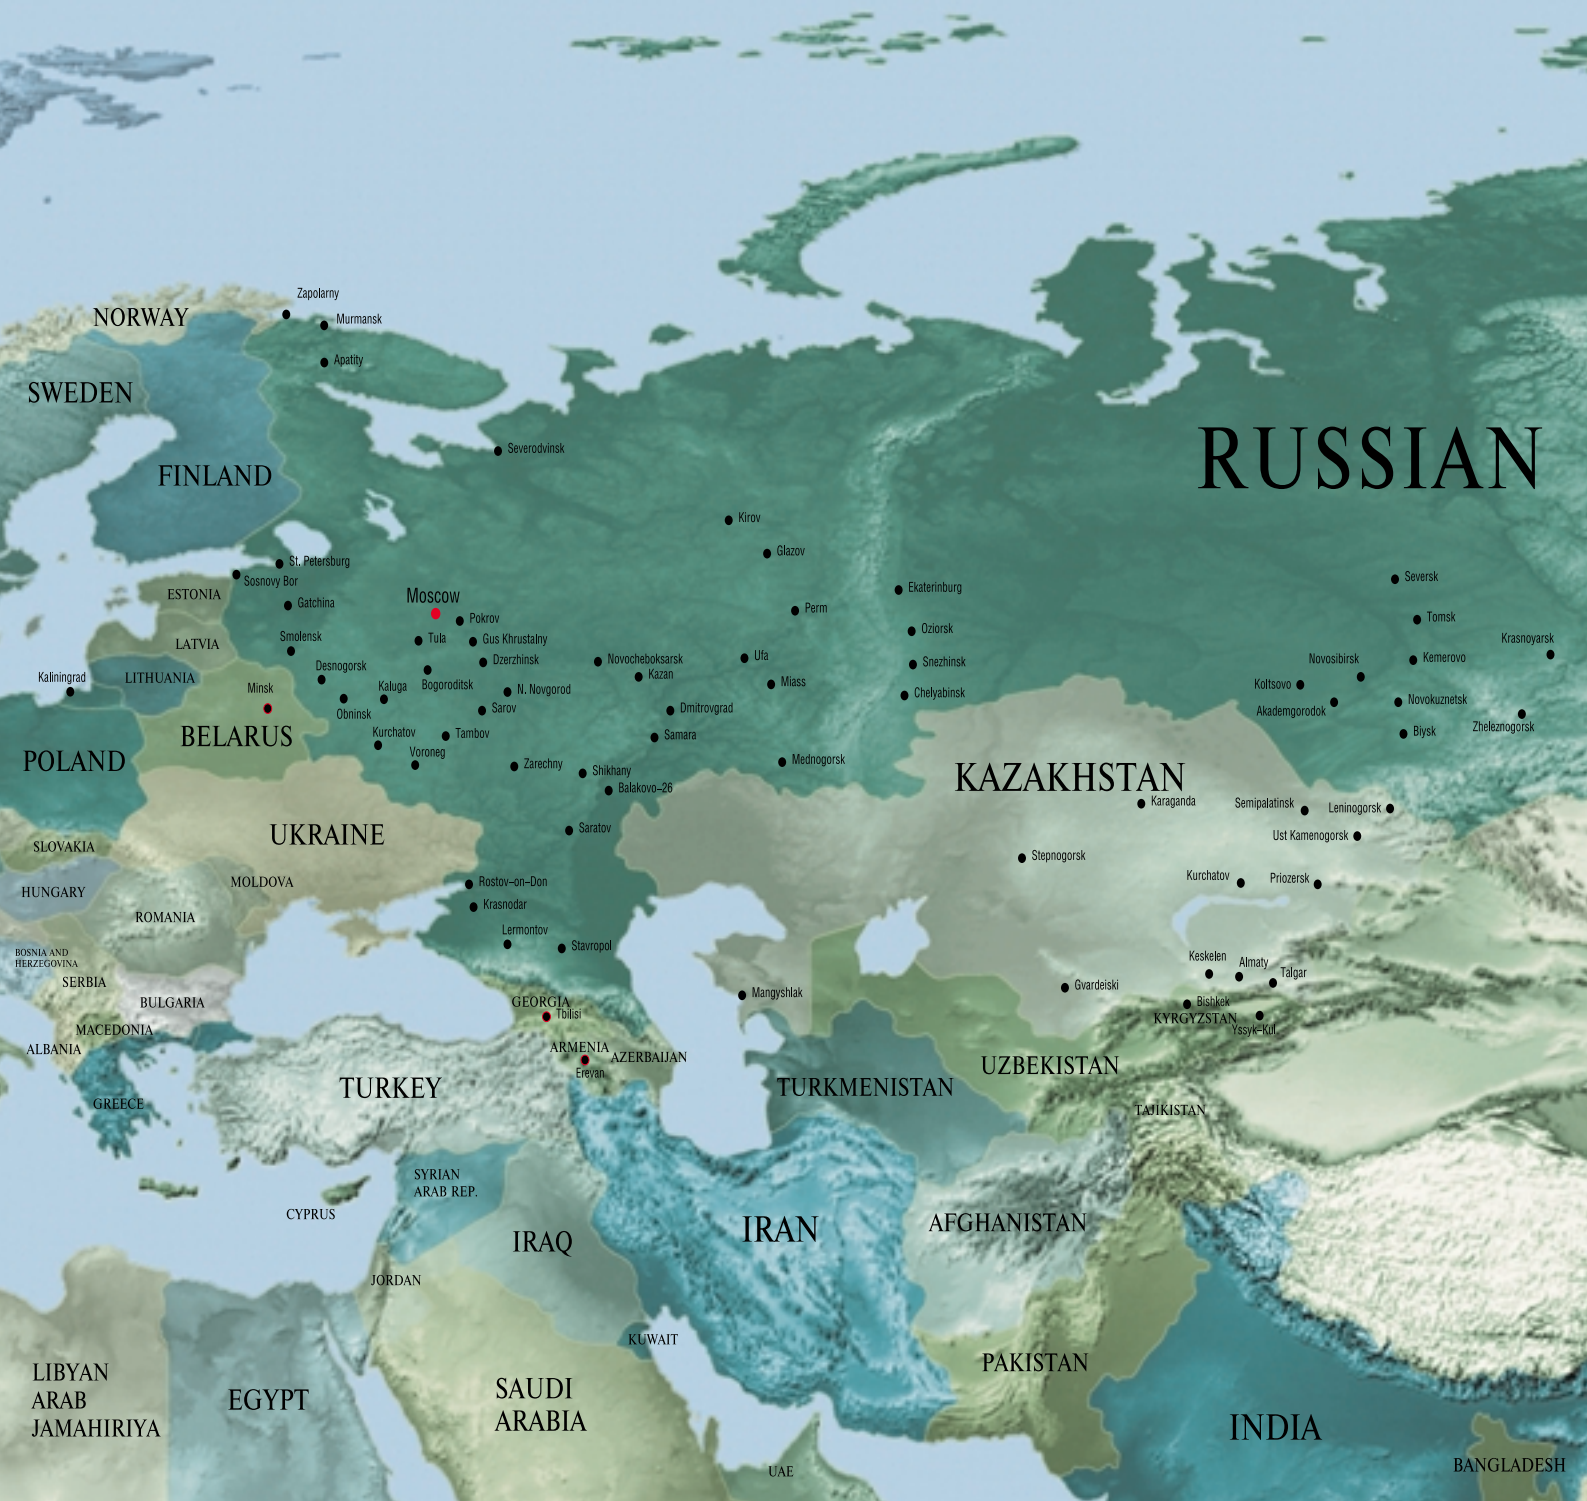 Zapolarny
NORWAY
Murmansk
Apatity
SWEDEN
RUSSIAN
Severodvinsk
FINLAND
Kirov
Glazov
St. Petersburg
Sosnovy Bor
Seversk
ESTONIA
Ekaterinburg
Moscow
Gatchina
Perm
Pokrov
Tomsk
Oziorsk
Smolensk
Tula
Gus Khrustalny
Krasnoyarsk
LATVIA
Ufa
Kemerovo
Novosibirsk
Dzerzhinsk
Novocheboksarsk
Snezhinsk
Desnogorsk
Kazan
Kaliningrad
LITHUANIA
Miass
Koltsovo
Bogoroditsk
Kaluga
Minsk
N. Novgorod
Chelyabinsk
Novokuznetsk
Obninsk
Sarov
Dmitrovgrad
Akademgorodok
Zheleznogorsk
Kurchatov
Tambov
Samara
Biysk
BELARUS
Voroneg
POLAND
Zarechny
Mednogorsk
Shikhany
KAZAKHSTAN
Balakovo-26
Karaganda
Semipalatinsk
Leninogorsk
Saratov
UKRAINE
Ust Kamenogorsk
SLOVAKIA
Stepnogorsk
Kurchatov
Priozersk
MOLDOVA
Rostov-on-Don
HUNGARY
Krasnodar
ROMANIA
Lermontov
Stavropol
BOSNIA AND
HERZEGOVINA
Keskelen
Almaty
Talgar
SERBIA
Gvardeiski
Mangyshlak
BULGARIA
GEORGIA
Bishkek
Tbilisi
KYRGYZSTAN
MACEDONIA
Yssyk-Kul
ALBANIA
ARMENIA
AZERBAIJAN
UZBEKISTAN
Erevan
TURKEY
TURKMENISTAN
GREECE
TAJIKISTAN
SYRIAN
ARAB REP.
CYPRUS
AFGHANISTAN
IRAN
IRAQ
JORDAN
KUWAIT
PAKISTAN
LIBYAN
ARAB
JAMAHIRIYA
EGYPT
SAUDI
ARABIA
INDIA
BANGLADESH
UAE